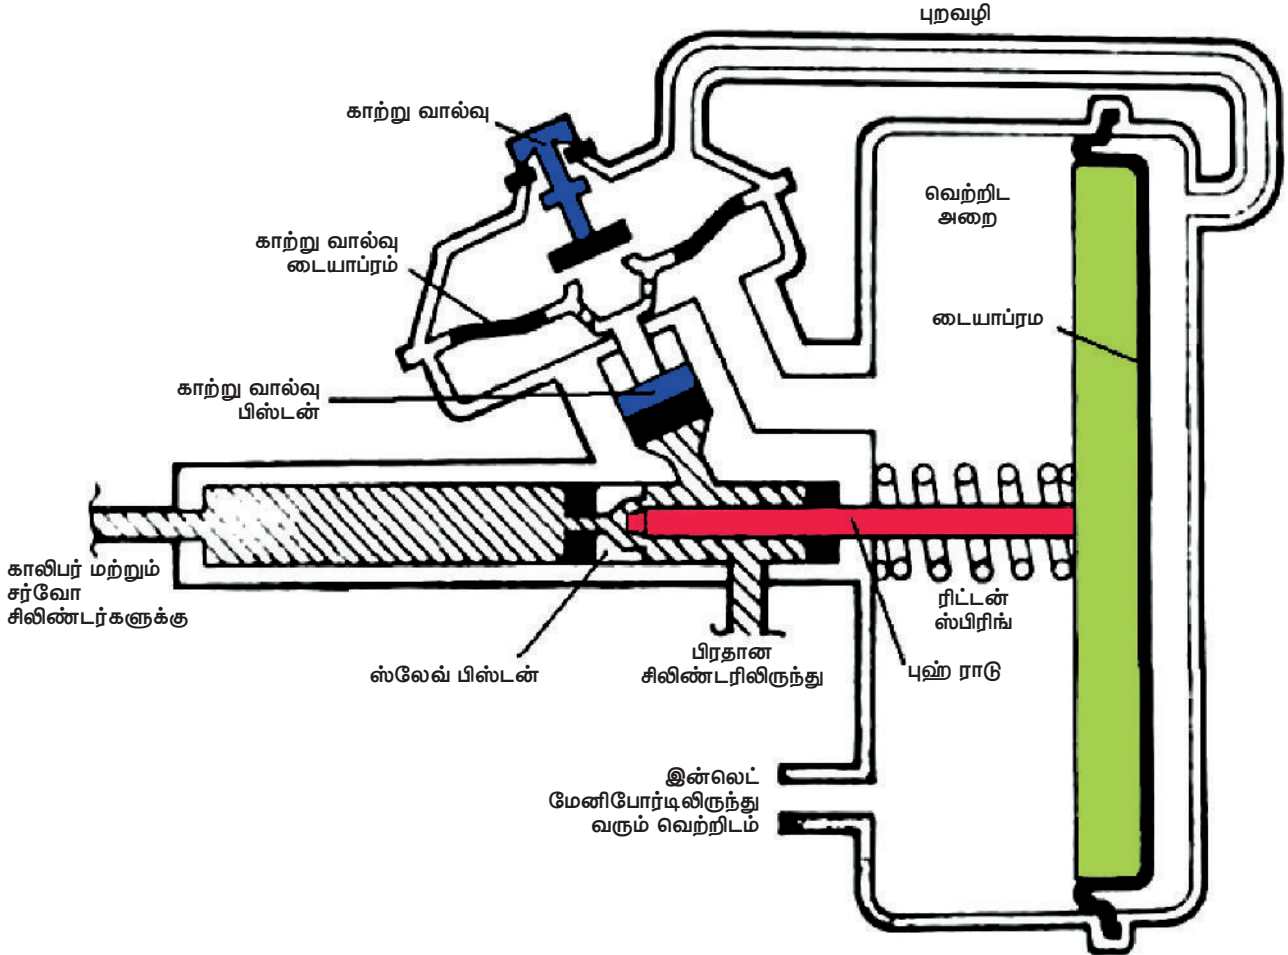 புறவழி
காற்று வால்வு
வெற்றிட
அறை
காற்று வால்வு
டையாப்ரம்
டையாப்ரம
காற்று வால்வு
பிஸ்டன்
காலிபர் மற்றும்
சர்வோ
சிலிண்டர்களுக்கு
ரிட்டன்
ஸ்பிரிங்
பிரதான
சிலிண்டரிலிருந்து
ஸ்லேவ் பிஸ்டன்
புஹ் ராடு
இன்லெட்
மேனிபோர்டிலிருந்து
வரும் வெற்றிடம்